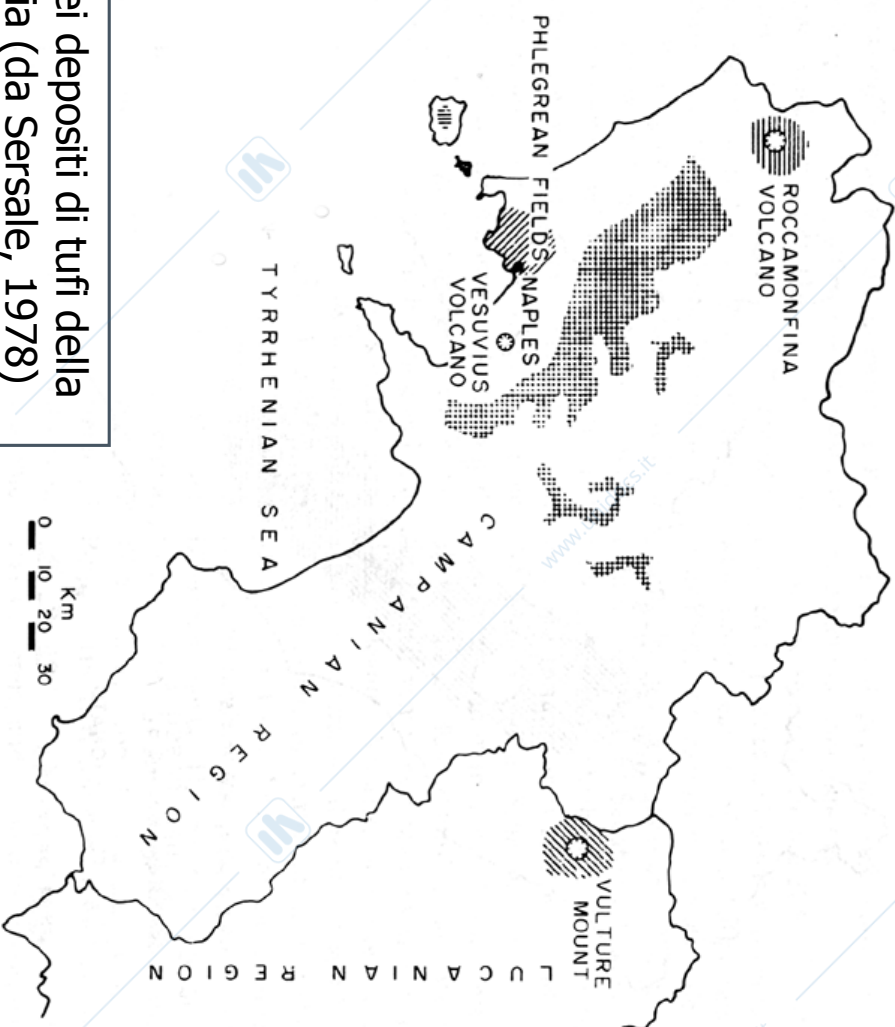 ei depositi di tufi della
ia (da Sersale, 1978)
ROCCAMONFINA
VOLCANO
PHLEGREAN FIELDS
NAPLES
VESUVIUS
VOLCANO
TYRRHENIAN SEA
CAMPANIAN REGION
VULTURE
MOUNT
LUCANIAN REGION
Km
0 10 20 30